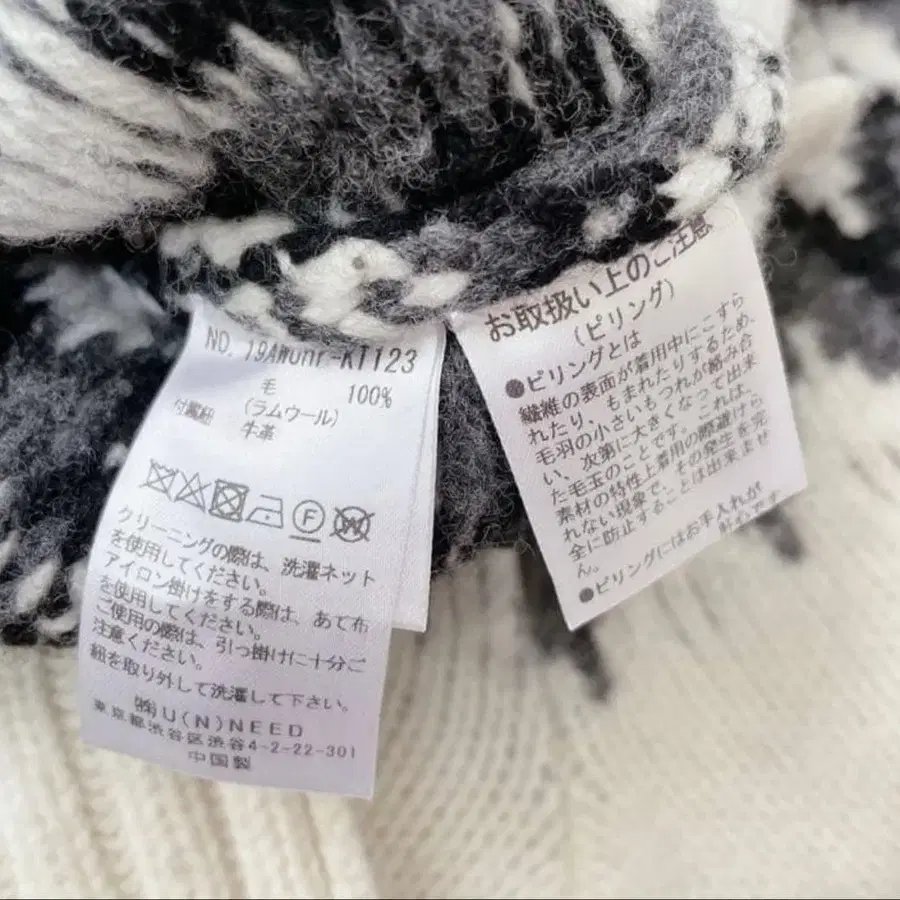 NO. 19AWUnr-KT123
毛 100%
(ラムウール)
付属紐 牛革
F
クリーニングの際は、洗濯ネット
を使用してください。
アイロン掛けをする際は、あて布
を使用してください。
ご使用の際は、引っ掛けに十分ご
注意ください。
紐を取り外して洗濯して下さい。
㈱U(N)NEED
東京都渋谷区渋谷4-2-22-301
中国製
お取扱い上のご注意
(ピリング)
●ピリングとは
繊維の表面が着用中にこすら
れたり、もまれたりするため、
毛羽の小さいもつれが絡み合
い、次第に大きくなって出来
た毛玉のことです。これは、
素材の特性上着用の際避けら
れない現象で、その発生を完
全に防止することは出来ませ
ん。
●ピリングにはお手入れが